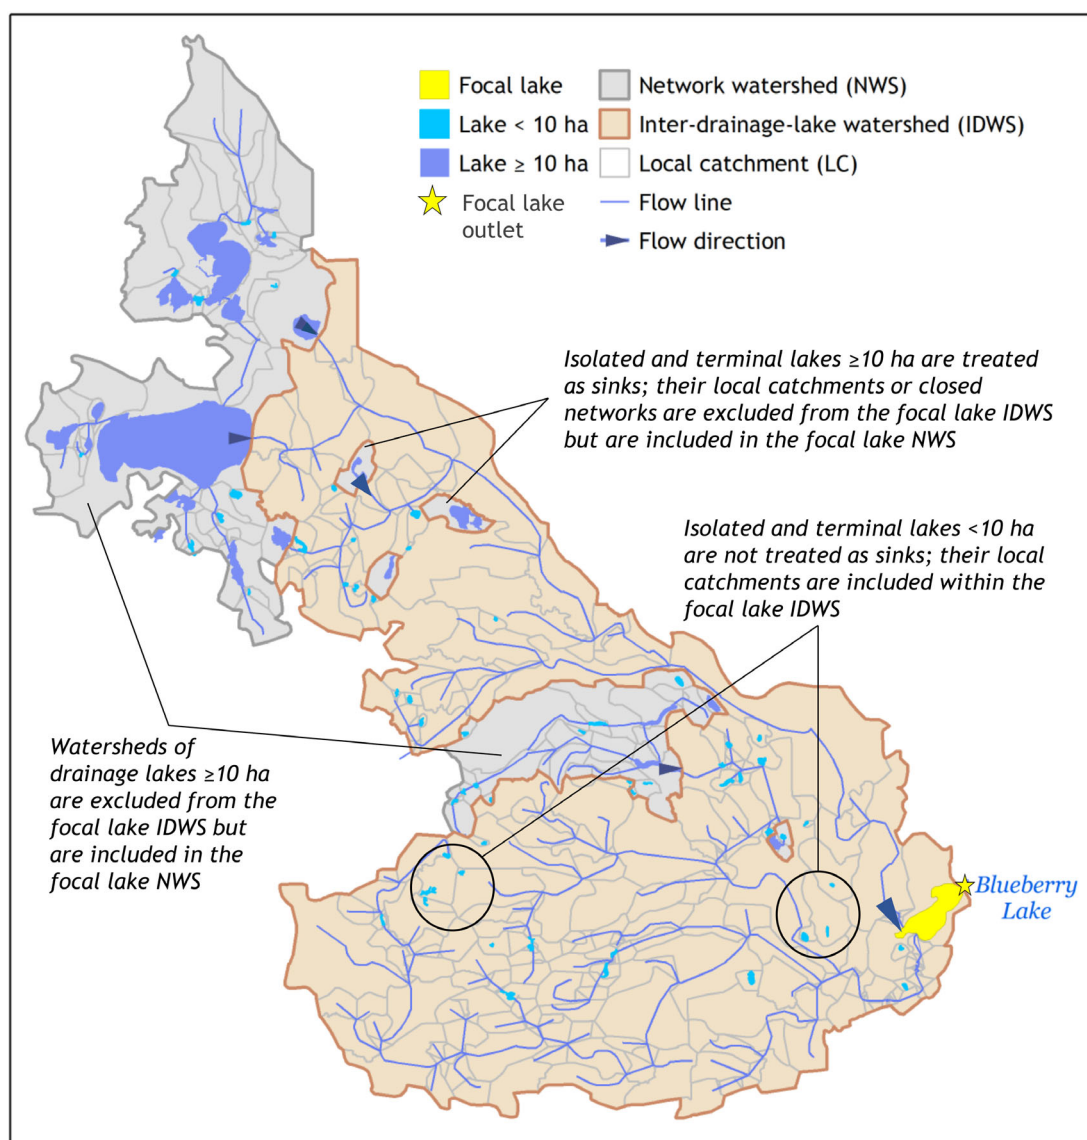 Focal lake
Lake < 10 ha
Lake ≥ 10 ha
Focal lake
outlet
Network watershed (NWS)
Inter-drainage-lake watershed (IDWS)
Local catchment (LC)
Flow line
Flow direction
Isolated and terminal lakes ≥10 ha are treated
as sinks; their local catchments or closed
networks are excluded from the focal lake IDWS
but are included in the focal lake NWS
Isolated and terminal lakes <10 ha
are not treated as sinks; their local
catchments are included within the
focal lake IDWS
Watersheds of
drainage lakes ≥10 ha
are excluded from the
focal lake IDWS but
are included in the
focal lake NWS
Blueberry
Lake